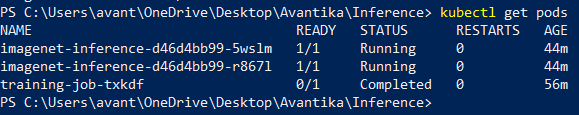 PS C:\Users\avant\OneDrive\Desktop\Avantika\Inference> kubectl get pods
NAME READY STATUS RESTARTS AGE
imagenet-inference-d46d4bb99-5wslm 1/1 Running 0 44m
imagenet-inference-d46d4bb99-r867l 1/1 Running 0 44m
training-job-txkdf 0/1 Completed 0 56m
PS C:\Users\avant\OneDrive\Desktop\Avantika\Inference>